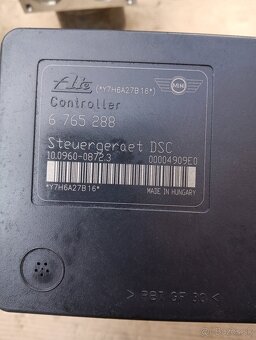 Ate (*Y7H6A27B16*) MINI
Controller
6 765 288
Steuergeraet DSC
10.0960-0872.3 00004909E0
*Y7H6A27B16* MADE IN HUNGARY
>PBT GF 30<